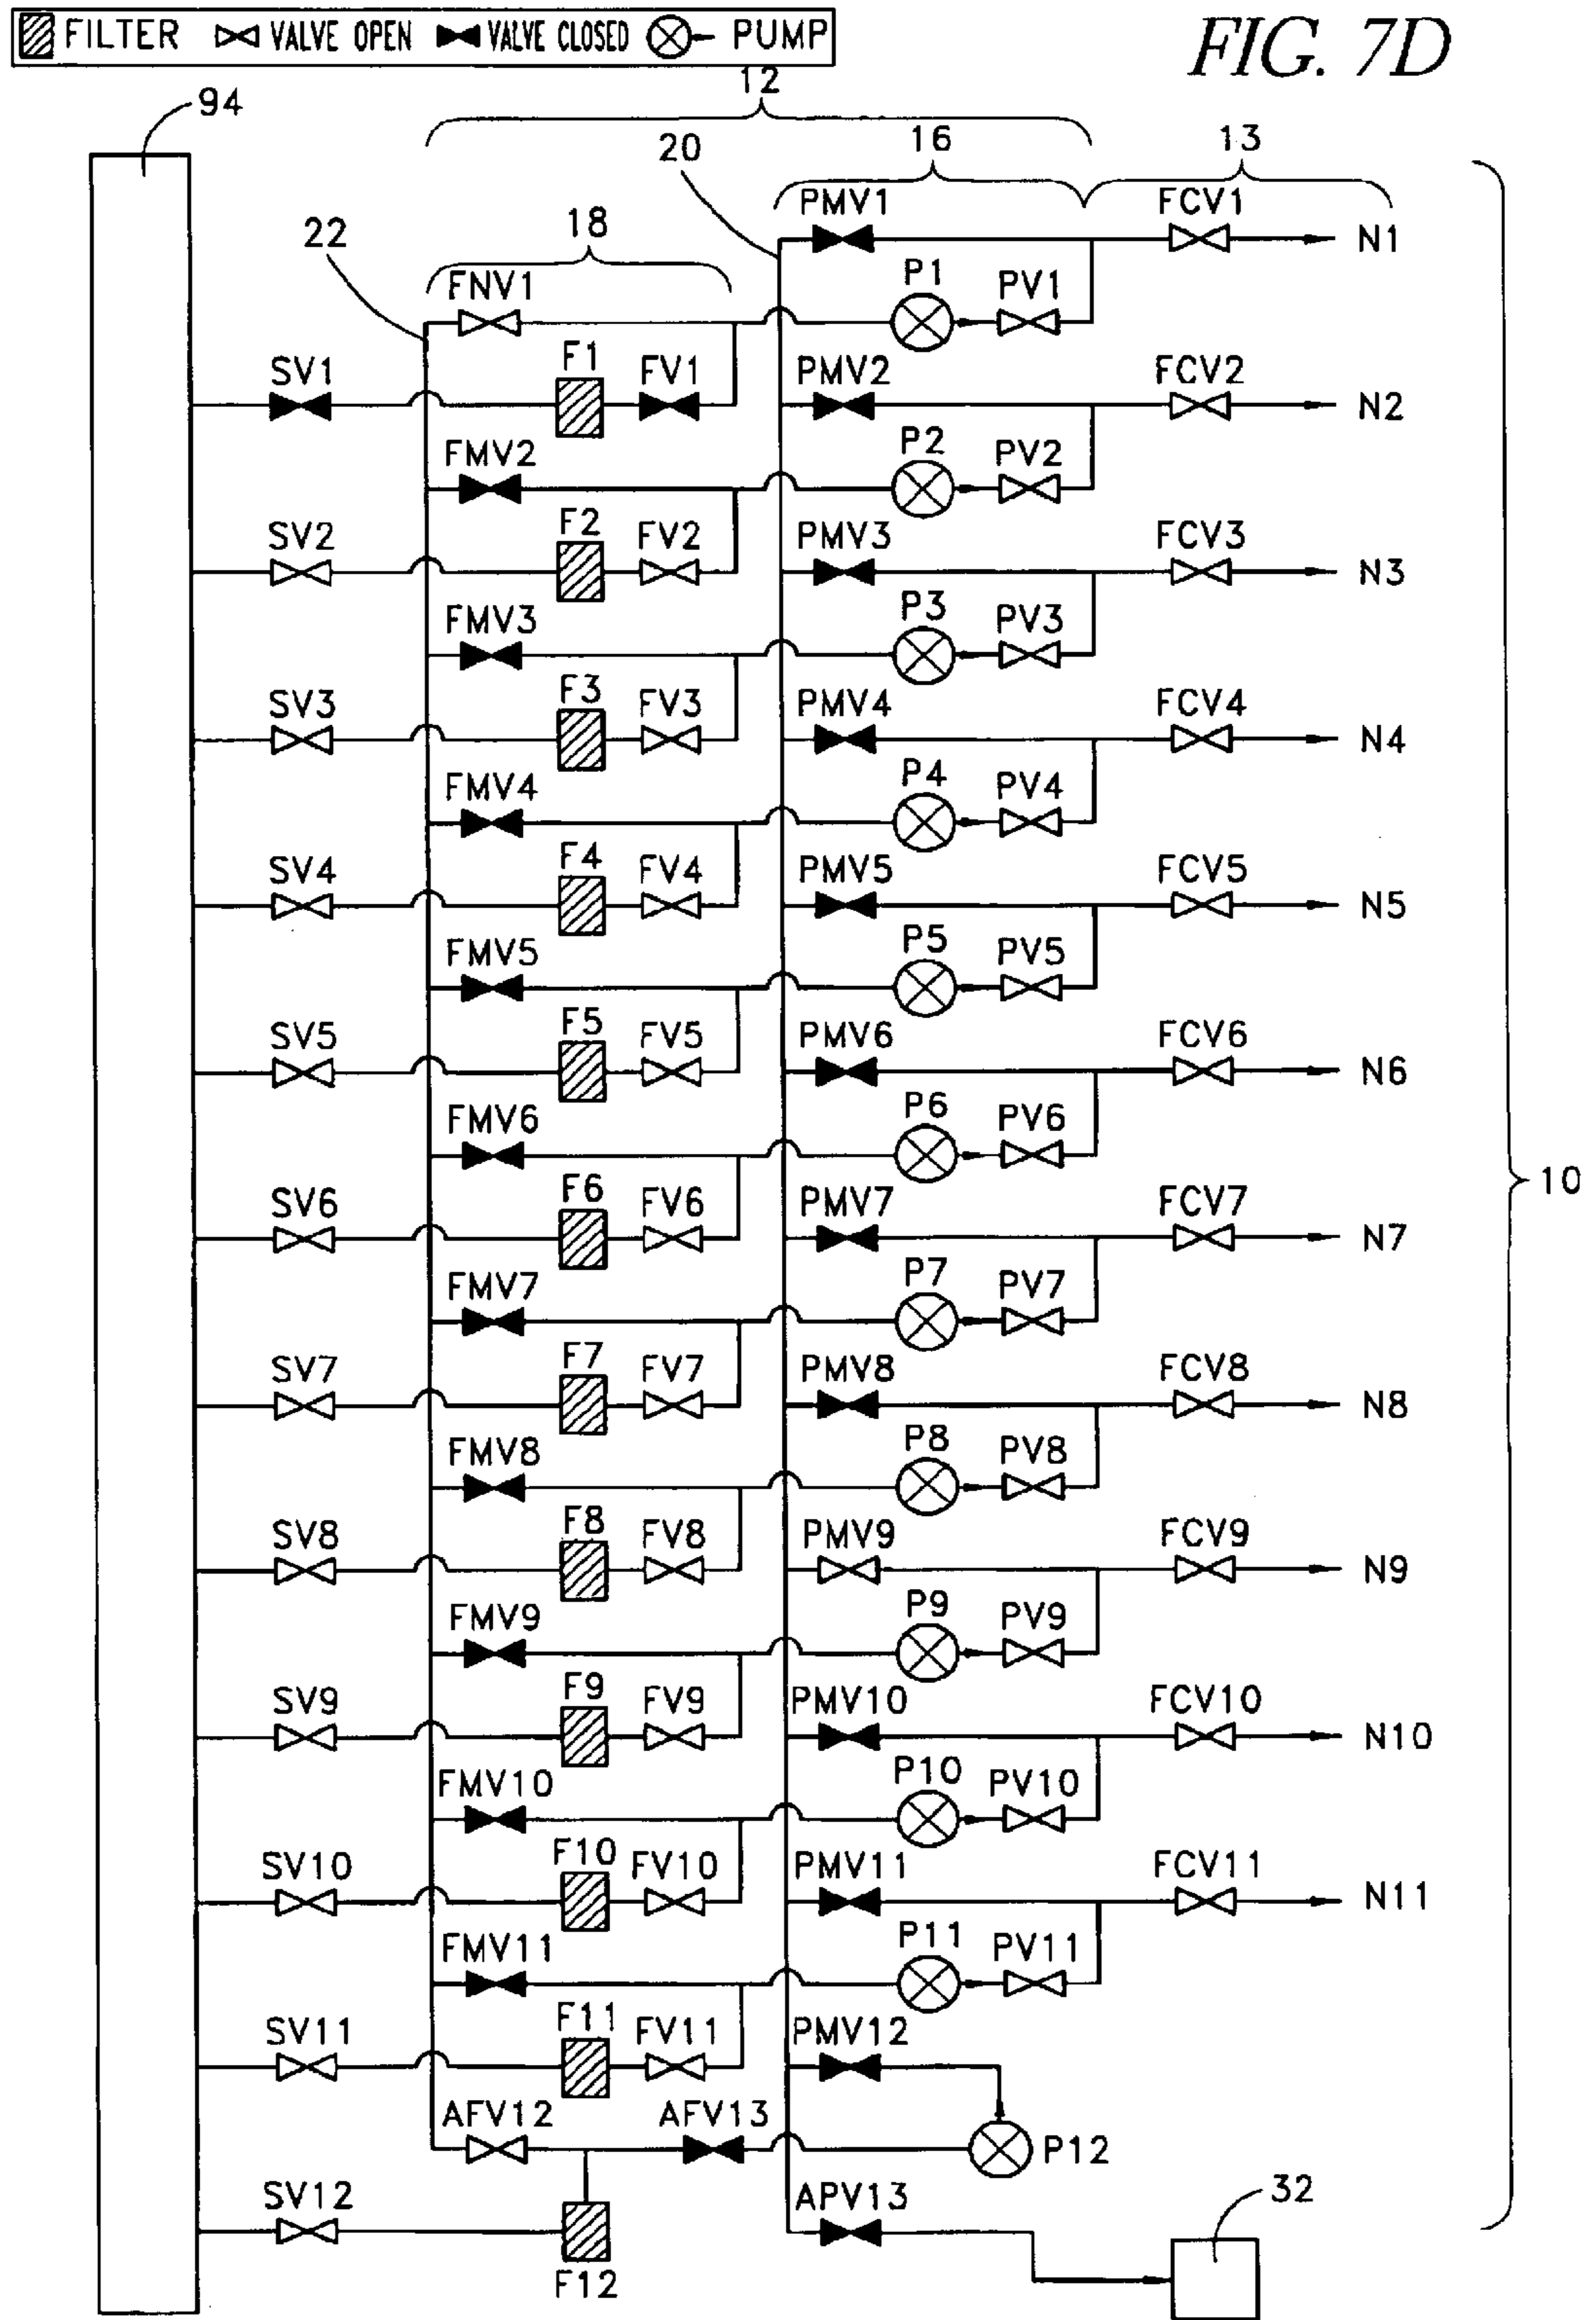 FILTER VALVE OPEN VALVE CLOSED PUMP
FIG. 7D
12
94
20 16 13
PMV1 FCV1
18
22 N1
FNV1 P1 PV1
F1
SV1 FV1 PMV2 FCV2
N2
FMV2 P2 PV2
F2
SV2 FV2 PMV3 FCV3
N3
FMV3 P3 PV3
F3
SV3 FV3 PMV4 FCV4
N4
FMV4 P4 PV4
F4
SV4 FV4 PMV5 FCV5
N5
FMV5 P5 PV5
F5
SV5 FV5 PMV6 FCV6
N6
FMV6 P6 PV6
10
F6
SV6 FV6 PMV7 FCV7
N7
FMV7 P7 PV7
F7
SV7 FV7 PMV8 FCV8
N8
FMV8 P8 PV8
F8
SV8 FV8 PMV9 FCV9
N9
FMV9 P9 PV9
F9
SV9 FV9 PMV10 FCV10
N10
FMV10 P10 PV10
F10
SV10 FV10 PMV11 FCV11
N11
FMV11 P11 PV11
F11
SV11 FV11 PMV12
AFV12 AFV13
P12
SV12 APV13 32
F12